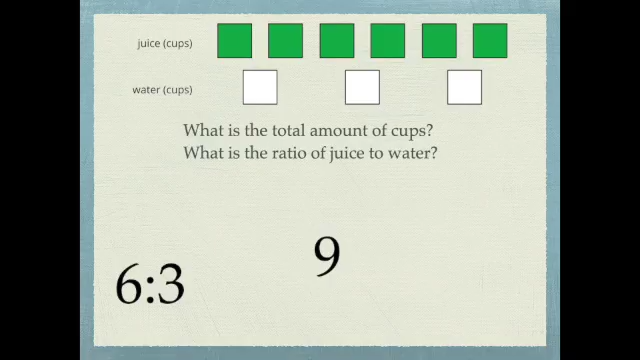 juice (cups)
water (cups)
What is the total amount of cups?
What is the ratio of juice to water?
9
6:3